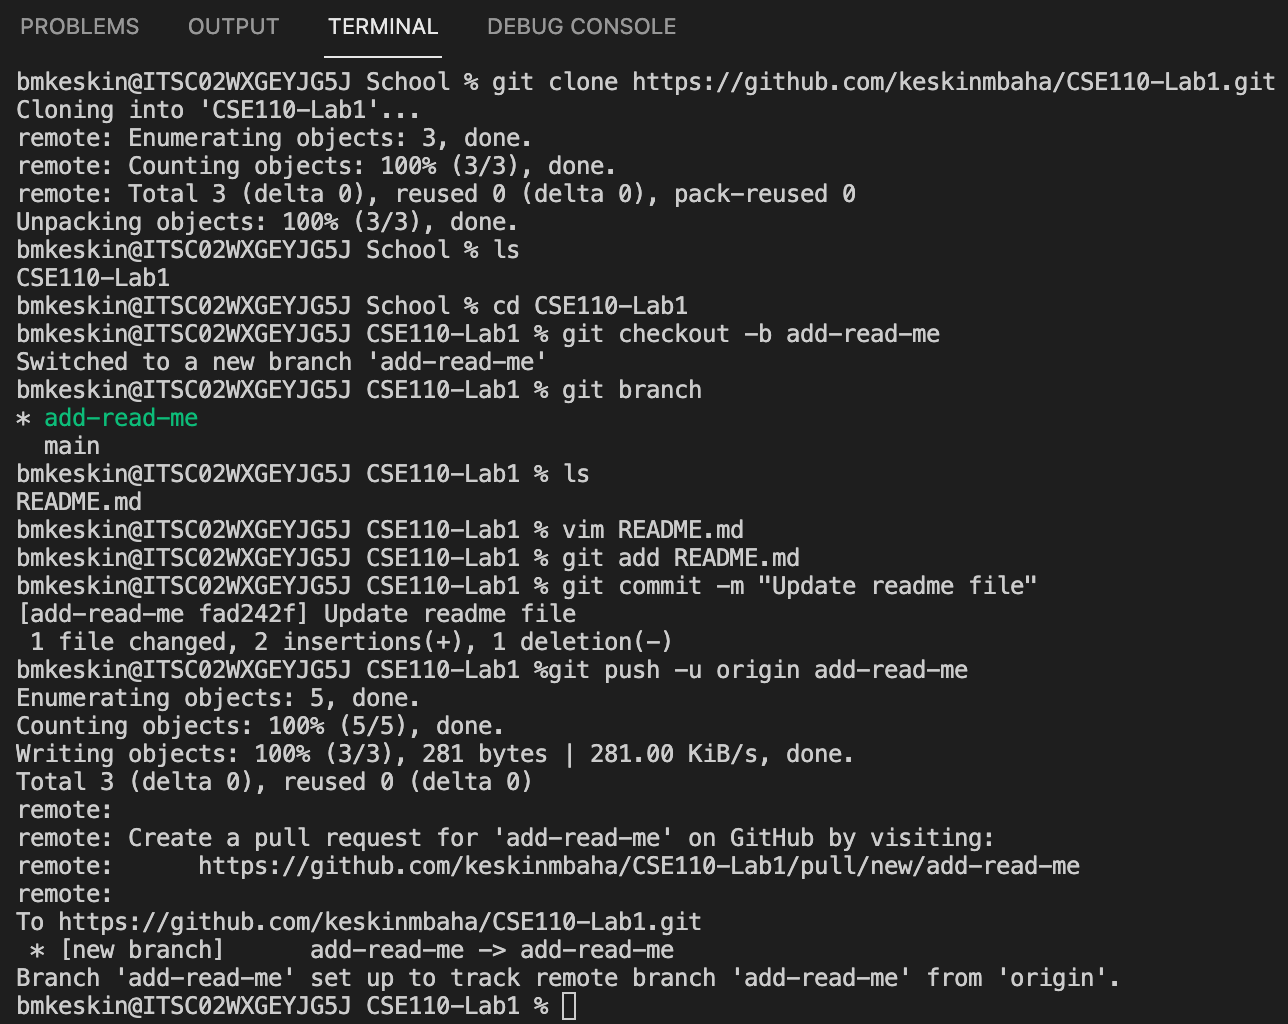 PROBLEMS OUTPUT TERMINAL DEBUG CONSOLE
bmkeskin@ITSC02WXGEYJG5J School % git clone https://github.com/keskinmbaha/CSE110-Lab1.git
Cloning into 'CSE110-Lab1'...
remote: Enumerating objects: 3, done.
remote: Counting objects: 100% (3/3), done.
remote: Total 3 (delta 0), reused 0 (delta 0), pack-reused 0
Unpacking objects: 100% (3/3), done.
bmkeskin@ITSC02WXGEYJG5J School % ls
CSE110-Lab1
bmkeskin@ITSC02WXGEYJG5J School % cd CSE110-Lab1
bmkeskin@ITSC02WXGEYJG5J CSE110-Lab1 % git checkout -b add-read-me
Switched to a new branch 'add-read-me'
bmkeskin@ITSC02WXGEYJG5J CSE110-Lab1 % git branch
* add-read-me
  main
bmkeskin@ITSC02WXGEYJG5J CSE110-Lab1 % ls
README.md
bmkeskin@ITSC02WXGEYJG5J CSE110-Lab1 % vim README.md
bmkeskin@ITSC02WXGEYJG5J CSE110-Lab1 % git add README.md
bmkeskin@ITSC02WXGEYJG5J CSE110-Lab1 % git commit -m "Update readme file"
[add-read-me fad242f] Update readme file
 1 file changed, 2 insertions(+), 1 deletion(-)
bmkeskin@ITSC02WXGEYJG5J CSE110-Lab1 %git push -u origin add-read-me
Enumerating objects: 5, done.
Counting objects: 100% (5/5), done.
Writing objects: 100% (3/3), 281 bytes | 281.00 KiB/s, done.
Total 3 (delta 0), reused 0 (delta 0)
remote:
remote: Create a pull request for 'add-read-me' on GitHub by visiting:
remote:      https://github.com/keskinmbaha/CSE110-Lab1/pull/new/add-read-me
remote:
To https://github.com/keskinmbaha/CSE110-Lab1.git
 * [new branch]      add-read-me -> add-read-me
Branch 'add-read-me' set up to track remote branch 'add-read-me' from 'origin'.
bmkeskin@ITSC02WXGEYJG5J CSE110-Lab1 %